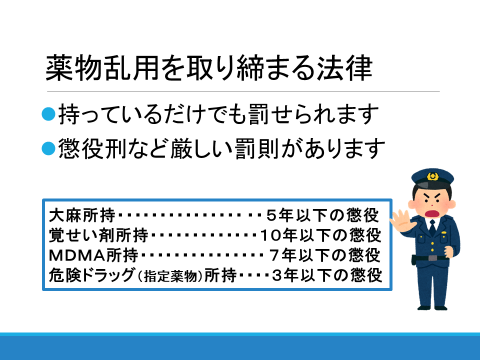 薬物乱用を取り締まる法律
●持っているだけでも罰せられます
●懲役刑など厳しい罰則があります
大麻所持・・・・・・・・・・・・・・・ ・・5年以下の懲役
覚せい剤所持・・・・・・・・・・・・・10年以下の懲役
MDMA所持・・・・・・・・・・・・・・・7年以下の懲役
危険ドラッグ(指定薬物)所持・・・・3年以下の懲役